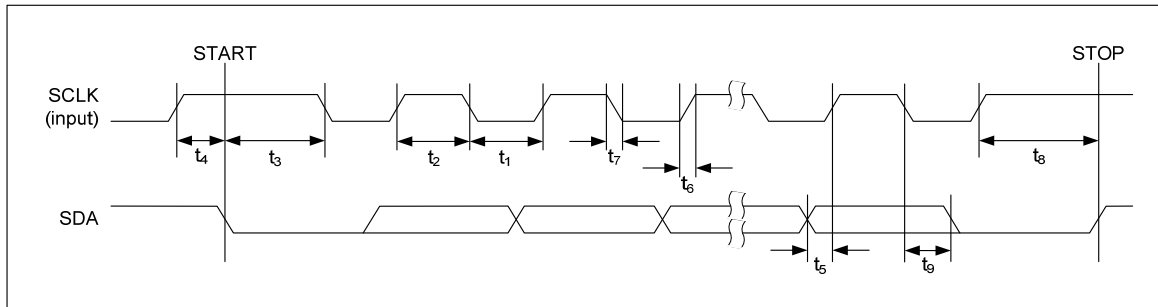 START STOP
SCLK
(input)
t4 t3 t2 t1 t7 t6 t8
SDA
t5 t9